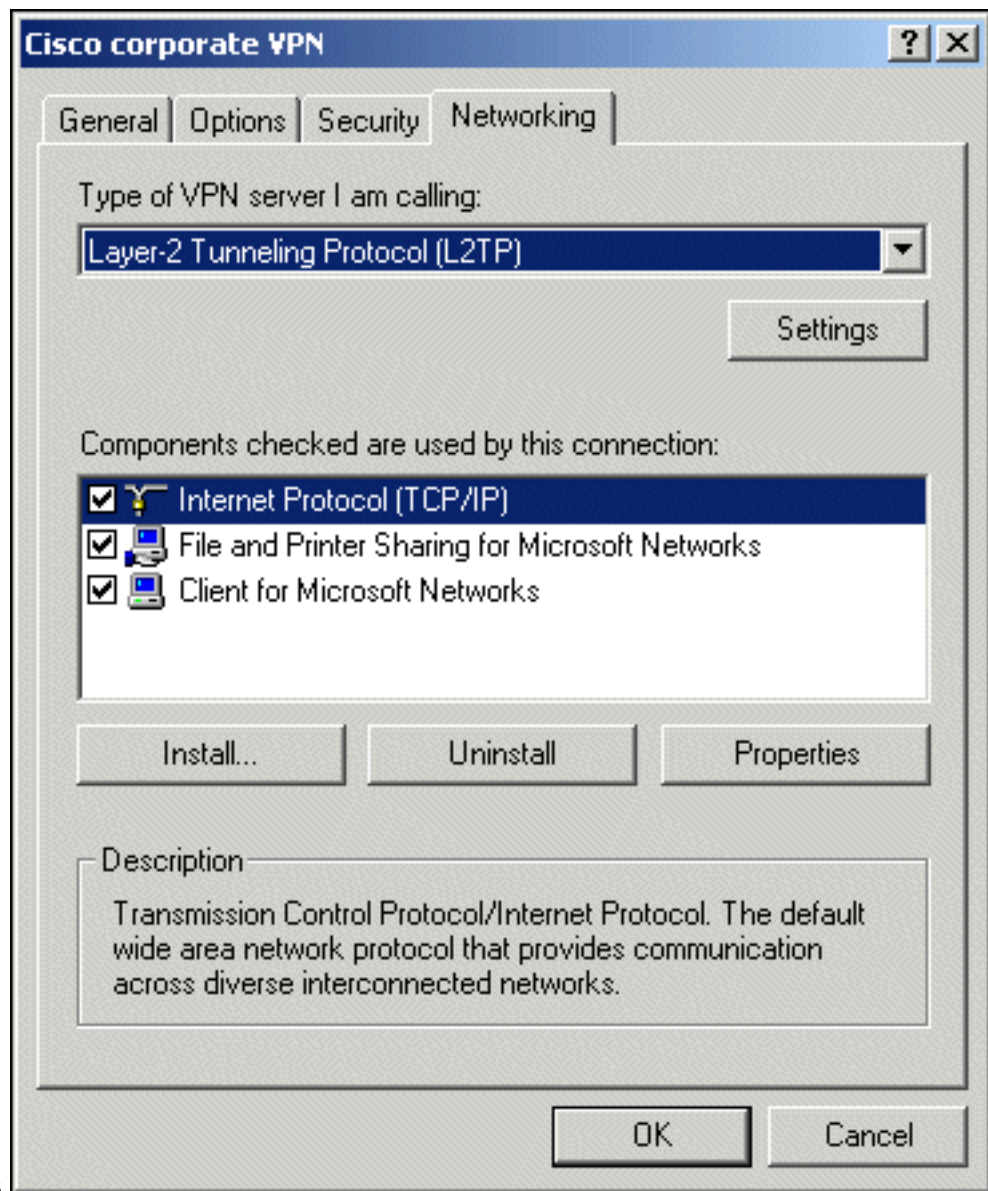 Cisco corporate VPN
General Options Security Networking
Type of VPN server I am calling:
Layer-2 Tunneling Protocol (L2TP)
Settings
Components checked are used by this connection:
Internet Protocol (TCP/IP)
File and Printer Sharing for Microsoft Networks
Client for Microsoft Networks
Install... Uninstall Properties
Description
Transmission Control Protocol/Internet Protocol. The default
wide area network protocol that provides communication
across diverse interconnected networks.
OK Cancel